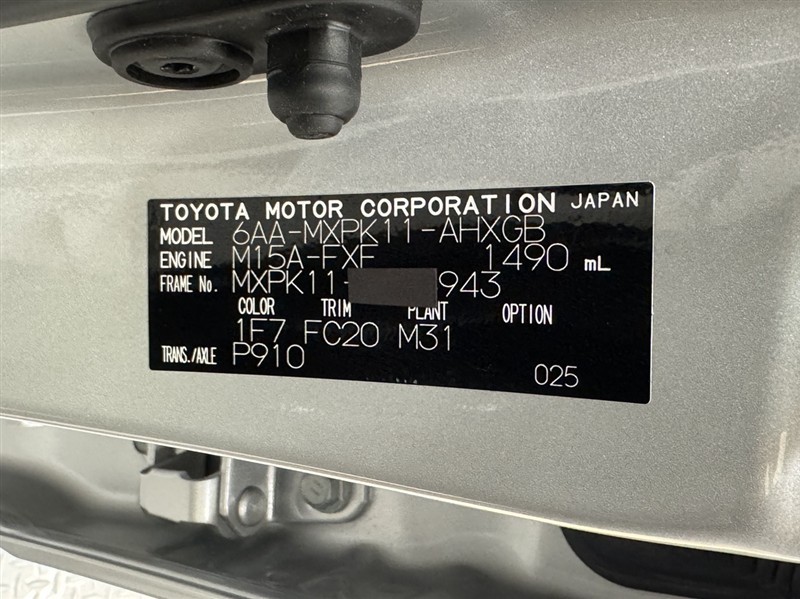 TOYOTA MOTOR CORPORATION JAPAN
MODEL 6AA-MXPK11-AHXGB
ENGINE M15A-FXE 1490 mL
FRAME No. MXPK11- 943
COLOR TRIM PLANT OPTION
1F7 FC20 M31
TRANS./AXLE P910
025